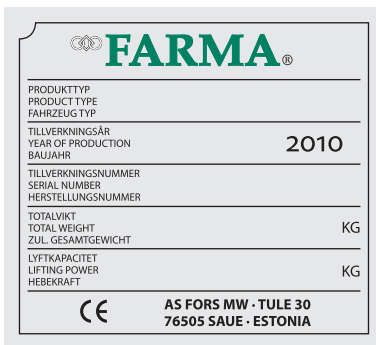 FARMA®
PRODUKTTYP
PRODUCT TYPE
FAHRZEUG TYP
TILLVERKNINGSÅR
YEAR OF PRODUCTION
BAUJAHR
2010
TILLVERKNINGSNUMMER
SERIAL NUMBER
HERSTELLUNGSNUMMER
TOTALVIKT
TOTAL WEIGHT
ZUL. GESAMTGEWICHT
KG
LYFTKAPACITET
LIFTING POWER
HEBEKRAFT
KG
CE
AS FORS MW · TULE 30
76505 SAUE · ESTONIA